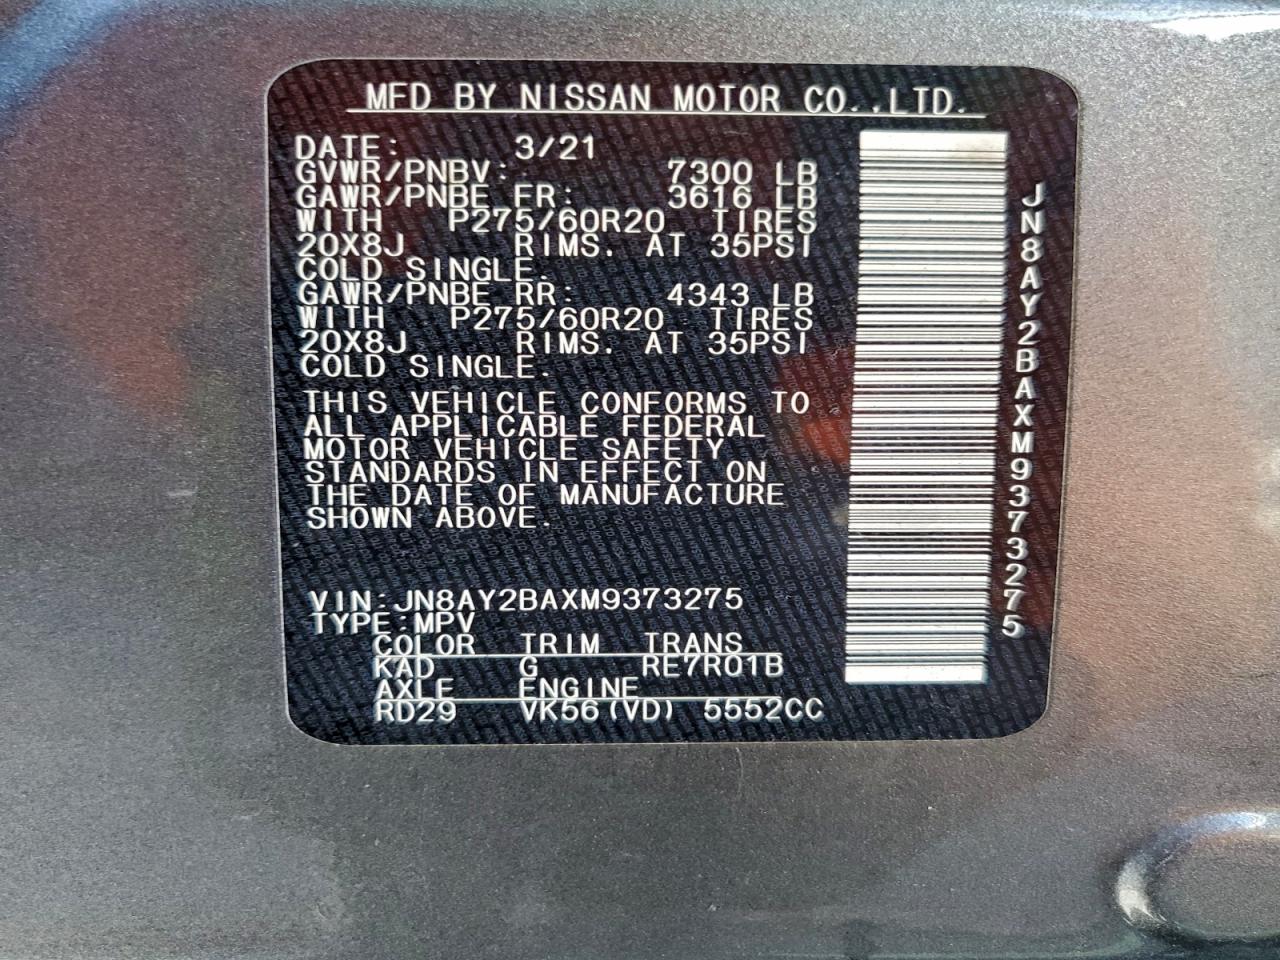 MFD BY NISSAN MOTOR CO.,LTD.
DATE: 3/21
GVWR/PNBV: 7300 LB
GAWR/PNBE FR: 3616 LB
WITH P275/60R20 TIRES
20X8J RIMS. AT 35PSI
COLD SINGLE.
GAWR/PNBE RR: 4343 LB
WITH P275/60R20 TIRES
20X8J RIMS. AT 35PSI
COLD SINGLE.
THIS VEHICLE CONFORMS TO
ALL APPLICABLE FEDERAL
MOTOR VEHICLE SAFETY
STANDARDS IN EFFECT ON
THE DATE OF MANUFACTURE
SHOWN ABOVE.
VIN:JN8AY2BAXM9373275
TYPE:MPV
COLOR TRIM TRANS
KAD G RE7R01B
AXLE ENGINE
RD29 VK56(VD) 5552CC
JN8AY2BAXM9373275